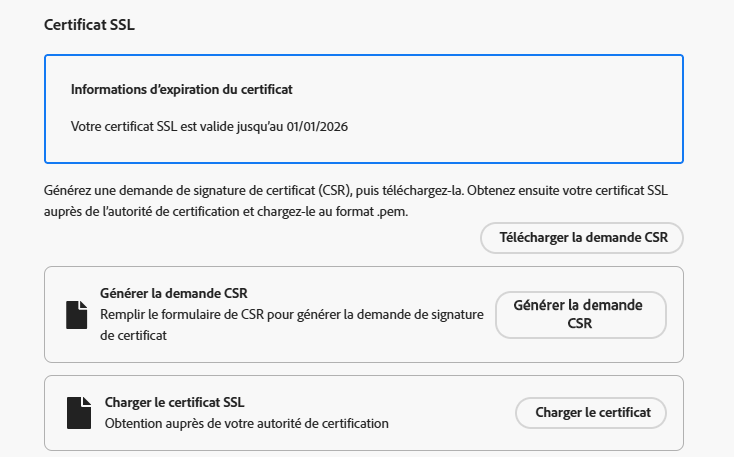 Certificat SSL
Informations d'expiration du certificat
Votre certificat SSL est valide jusqu'au 01/01/2026
Générez une demande de signature de certificat (CSR), puis téléchargez-la. Obtenez ensuite votre certificat SSL
auprès de l'autorité de certification et chargez-le au format .pem.
Télécharger la demande CSR
Générer la demande CSR
Remplir le formulaire de CSR pour générer la demande de signature
de certificat
Générer la demande
CSR
Charger le certificat SSL
Obtention auprès de votre autorité de certification
Charger le certificat